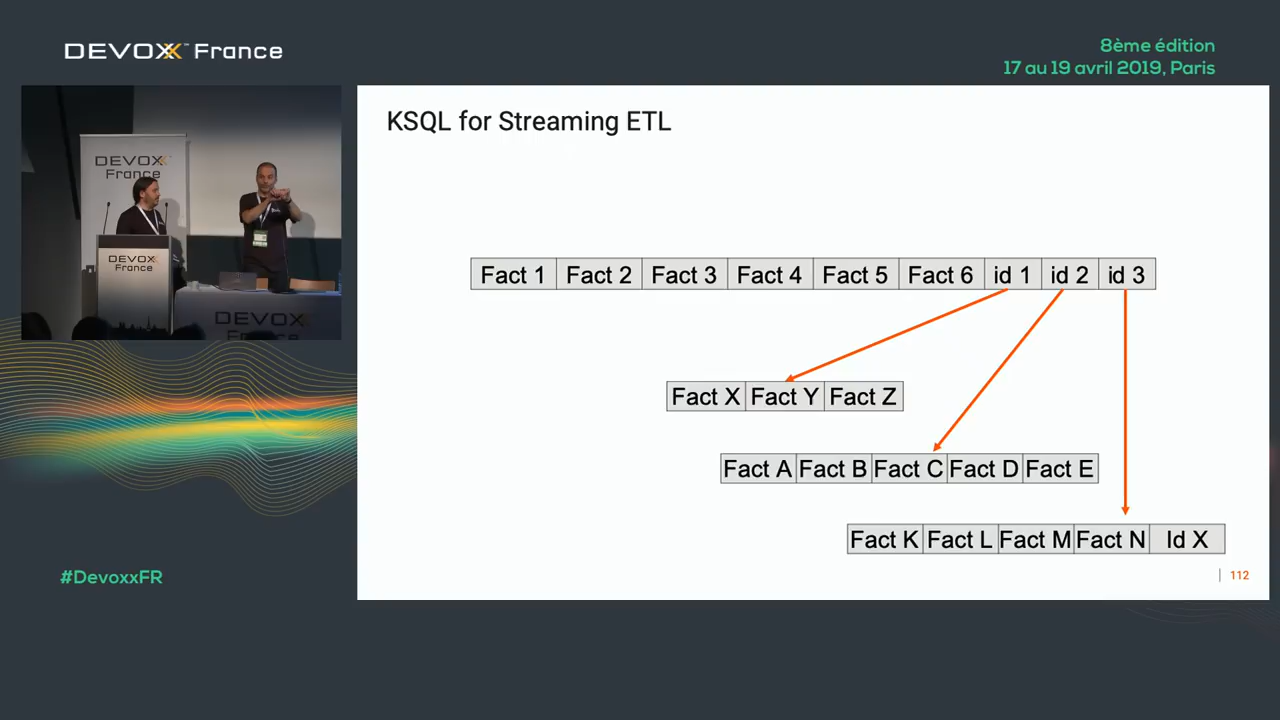 DEVOXX™ France
8ème édition
17 au 19 avril 2019, Paris
DEVOXX
France
DEVOXX
France
DEVOXX
France
KSQL for Streaming ETL
Fact 1 Fact 2 Fact 3 Fact 4 Fact 5 Fact 6 id 1 id 2 id 3
Fact X Fact Y Fact Z
Fact A Fact B Fact C Fact D Fact E
Fact K Fact L Fact M Fact N Id X
112
#DevoxxFR